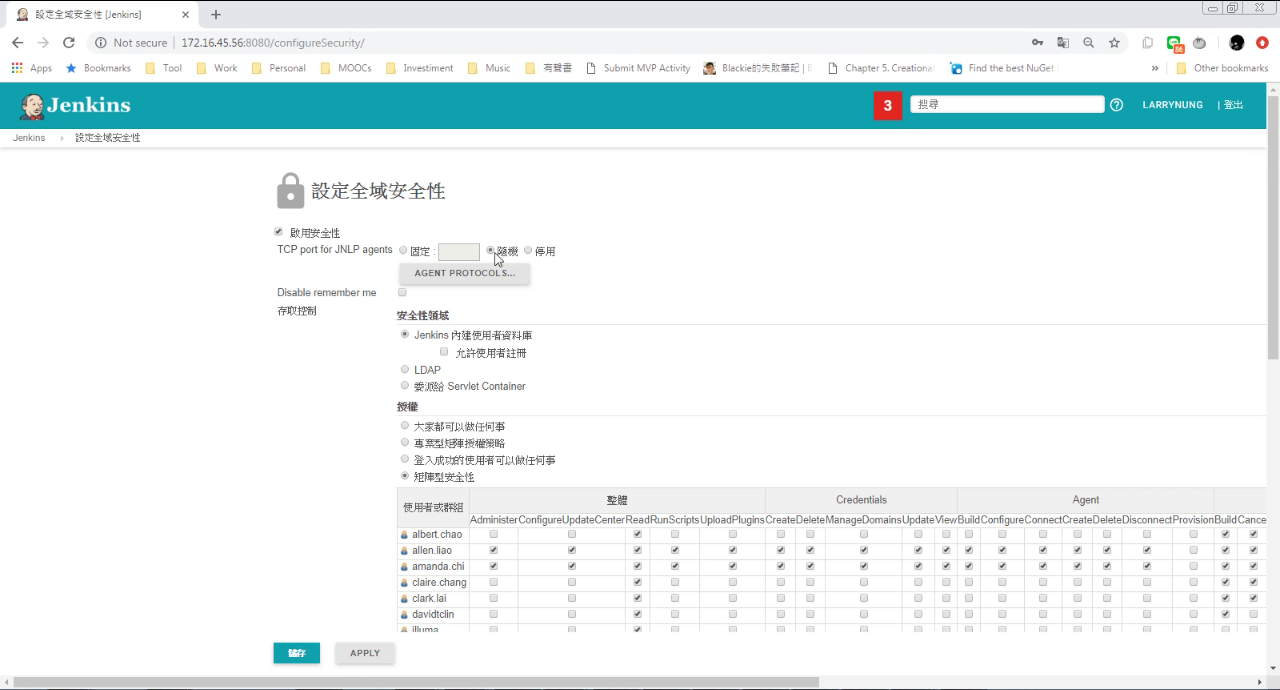 設定全域安全性 [Jenkins]
Not secure | 172.16.45.56:8080/configureSecurity/
Apps Bookmarks Tool Work Personal MOOCs Investiment Music 有聲書 Submit MVP Activity Blackie的失敗筆記 | Chapter 5. Creationa Find the best NuGet » Other bookmarks
Jenkins 3 搜尋 LARRYNUNG | 登出
Jenkins › 設定全域安全性
設定全域安全性
啟用安全性
TCP port for JNLP agents 固定 : 隨機 停用
AGENT PROTOCOLS...
Disable remember me
存取控制
安全性領域
Jenkins 內建使用者資料庫
允許使用者註冊
LDAP
委派給 Servlet Container
授權
大家都可以做任何事
專案型矩陣授權策略
登入成功的使用者可以做任何事
矩陣型安全性
使用者或群組 整體 Credentials Agent
Administer ConfigureUpdateCenter Read RunScripts UploadPlugins Create Delete ManageDomains Update View Build Configure Connect Create Delete Disconnect Provision Build Cance
albert.chao
allen.liao
amanda.chi
claire.chang
clark.lai
davidtclin
illuma
儲存 APPLY